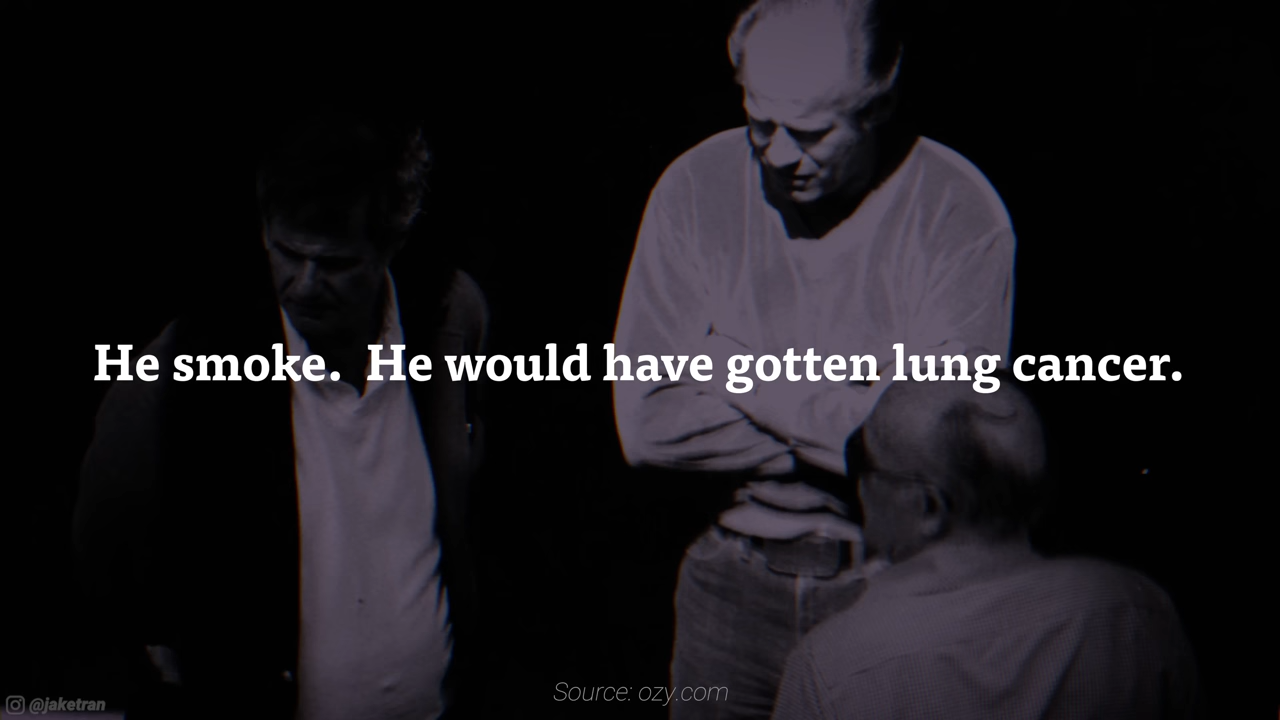 He smoke.  He would have gotten lung cancer.
Source: ozy.com
@jaketran